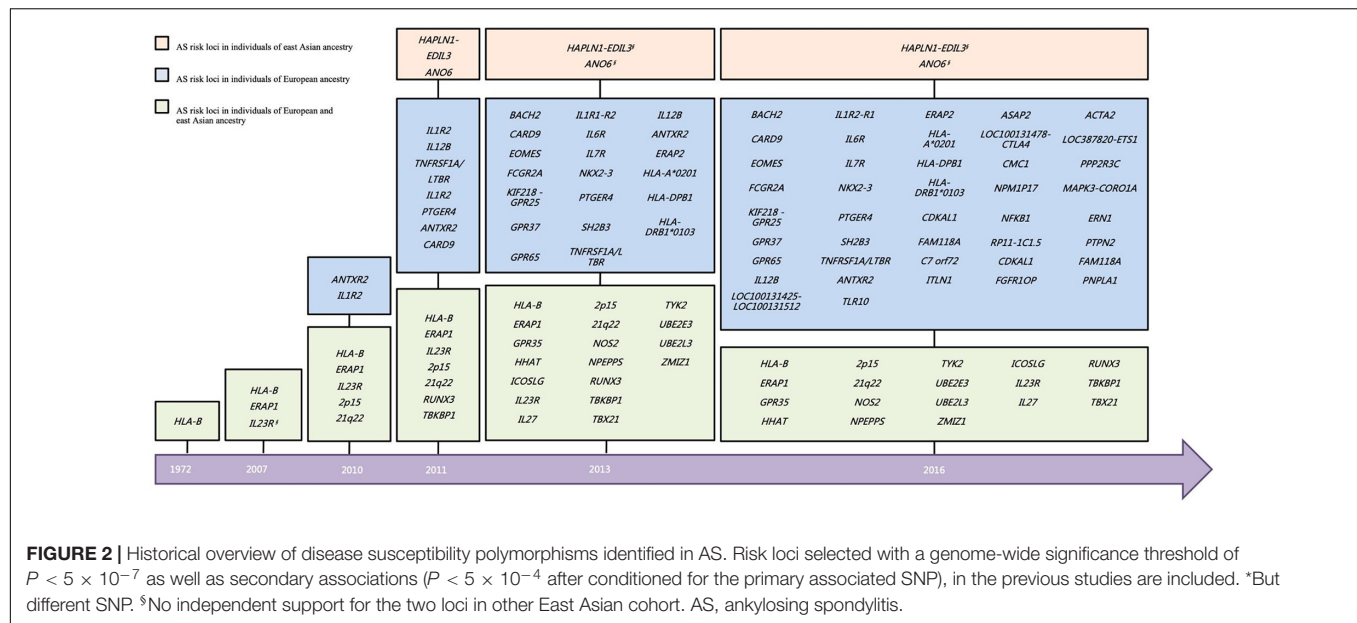 AS risk loci in individuals of east Asian ancestry
AS risk loci in individuals of European ancestry
AS risk loci in individuals of European and
east Asian ancestry
HAPLN1-
EDIL3
ANO6
HAPLN1-EDIL3§
ANO6§
HAPLN1-EDIL3§
ANO6§
IL1R2
IL12B
TNFRSF1A/
LTBR
IL1R2
PTGER4
ANTXR2
CARD9
BACH2 IL1R1-R2 IL12B
CARD9 IL6R ANTXR2
EOMES IL7R ERAP2
FCGR2A NKX2-3 HLA-A*0201
KIF218 -
GPR25 PTGER4 HLA-DPB1
GPR37 SH2B3 HLA-
DRB1*0103
GPR65 TNFRSF1A/L
TBR
BACH2 IL1R2-R1 ERAP2 ASAP2 ACTA2
CARD9 IL6R HLA-
A*0201 LOC100131478-
CTLA4 LOC387820-ETS1
EOMES IL7R HLA-DPB1 CMC1 PPP2R3C
FCGR2A NKX2-3 HLA-
DRB1*0103 NPM1P17 MAPK3-CORO1A
KIF218 -
GPR25 PTGER4 CDKAL1 NFKB1 ERN1
GPR37 SH2B3 FAM118A RP11-1C1.5 PTPN2
GPR65 TNFRSF1A/LTBR C7 orf72 CDKAL1 FAM118A
IL12B ANTXR2 ITLN1 FGFR1OP PNPLA1
LOC100131425-
LOC100131512 TLR10
ANTXR2
IL1R2
HLA-B
HLA-B
ERAP1
IL23R§
HLA-B
ERAP1
IL23R
2p15
21q22
HLA-B
ERAP1
IL23R
2p15
21q22
RUNX3
TBKBP1
HLA-B 2p15 TYK2
ERAP1 21q22 UBE2E3
GPR35 NOS2 UBE2L3
HHAT NPEPPS ZMIZ1
ICOSLG RUNX3
IL23R TBKBP1
IL27 TBX21
HLA-B 2p15 TYK2 ICOSLG RUNX3
ERAP1 21q22 UBE2E3 IL23R TBKBP1
GPR35 NOS2 UBE2L3 IL27 TBX21
HHAT NPEPPS ZMIZ1
1972 2007 2010 2011 2013 2016
FIGURE 2 | Historical overview of disease susceptibility polymorphisms identified in AS. Risk loci selected with a genome-wide significance threshold of
P < 5 × 10⁻⁷ as well as secondary associations (P < 5 × 10⁻⁴ after conditioned for the primary associated SNP), in the previous studies are included. *But
different SNP. §No independent support for the two loci in other East Asian cohort. AS, ankylosing spondylitis.